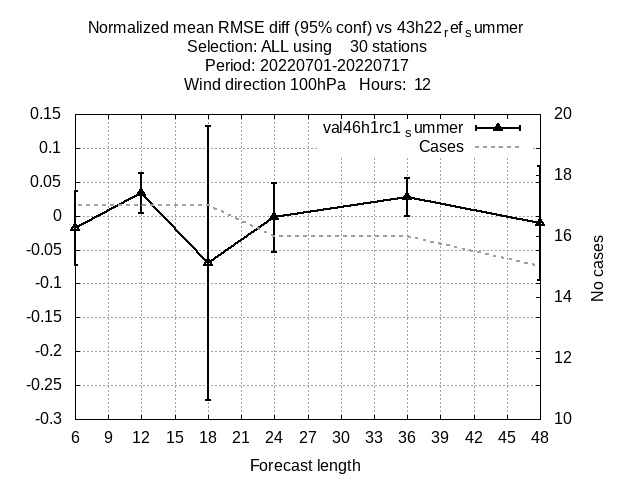 Normalized mean RMSE diff (95% conf) vs 43h22refsummer
Selection: ALL using 30 stations
Period: 20220701-20220717
Wind direction 100hPa Hours: 12
val46h1rc1summer
Cases
0.15
0.1
0.05
0
-0.05
-0.1
-0.15
-0.2
-0.25
-0.3
20
18
16
14
12
10
No cases
6 9 12 15 18 21 24 27 30 33 36 39 42 45 48
Forecast length